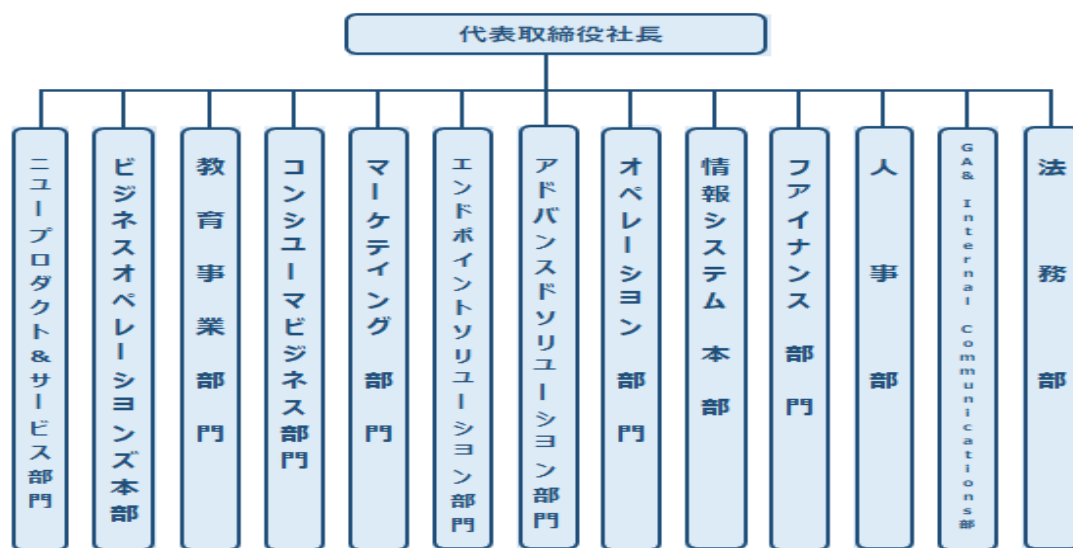 代表取締役社長
ニュープロダクト&サービス部門
ビジネスオペレーションズ本部
教育事業部門
コンシューマビジネス部門
マーケティング部門
エンドポイントソリューション部門
アドバンスドソリューション部門
オペレーション部門
情報システム本部
ファイナンス部門
人事部
GA& Internal Communications部
法務部